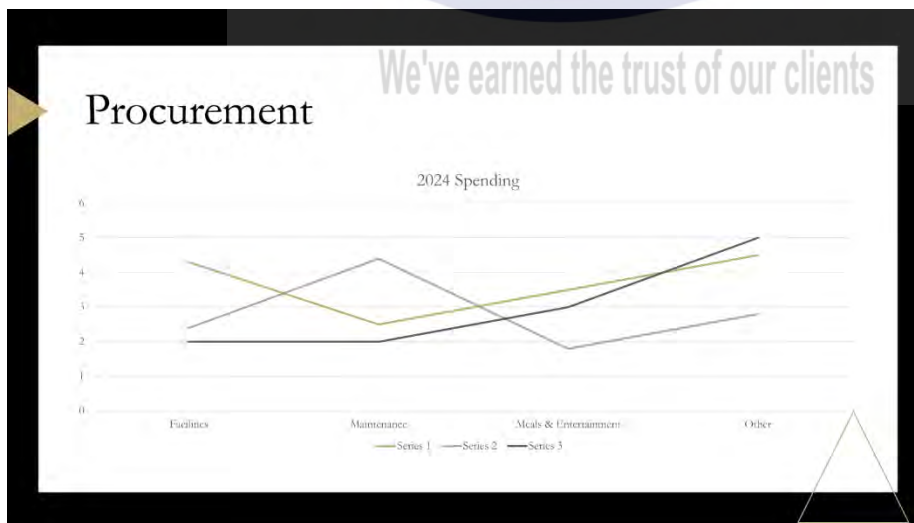 We've earned the trust of our clients
Procurement
2024 Spending
6
5
4
3
2
1
0
Facilities Maintenance Meals & Entertainment Other
Series 1 Series 2 Series 3